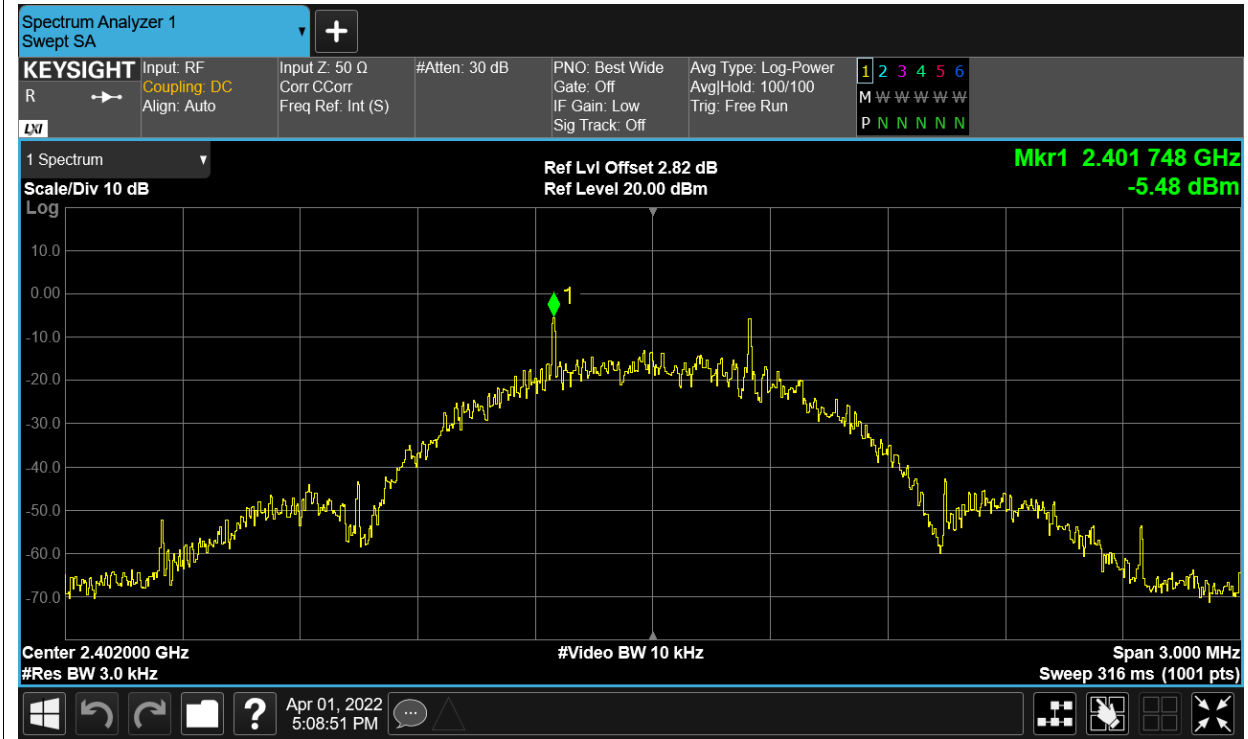 Spectrum Analyzer 1
Swept SA
+
KEYSIGHT
R
LXI
Input: RF
Coupling: DC
Align: Auto
Input Z: 50 Ω
Corr CCorr
Freq Ref: Int (S)
#Atten: 30 dB
PNO: Best Wide
Gate: Off
IF Gain: Low
Sig Track: Off
Avg Type: Log-Power
Avg|Hold: 100/100
Trig: Free Run
1 2 3 4 5 6
M W W W W W W
P N N N N N N
1 Spectrum
Scale/Div 10 dB
Log
Ref Lvl Offset 2.82 dB
Ref Level 20.00 dBm
Mkr1 2.401 748 GHz
-5.48 dBm
10.0
0.00
-10.0
-20.0
-30.0
-40.0
-50.0
-60.0
-70.0
1
Center 2.402000 GHz
#Video BW 10 kHz
Span 3.000 MHz
#Res BW 3.0 kHz
Sweep 316 ms (1001 pts)
?
Apr 01, 2022
5:08:51 PM